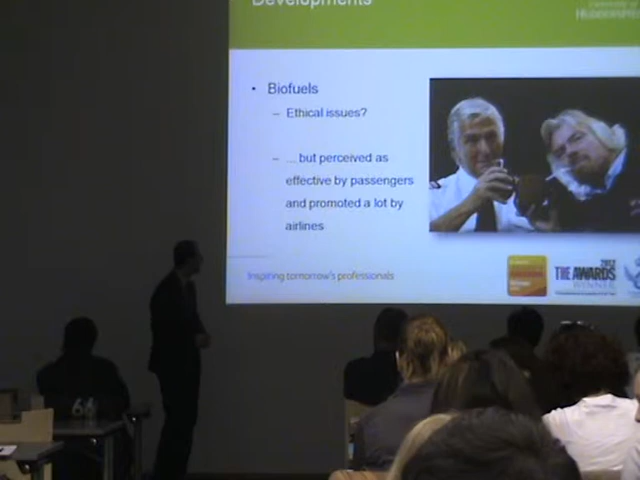 Developments
University of
HUDDERSFIELD
• Biofuels
– Ethical issues?
– ... but perceived as
effective by passengers
and promoted a lot by
airlines
Inspiring tomorrow's professionals
2012
THE AWARDS
WINNER
66